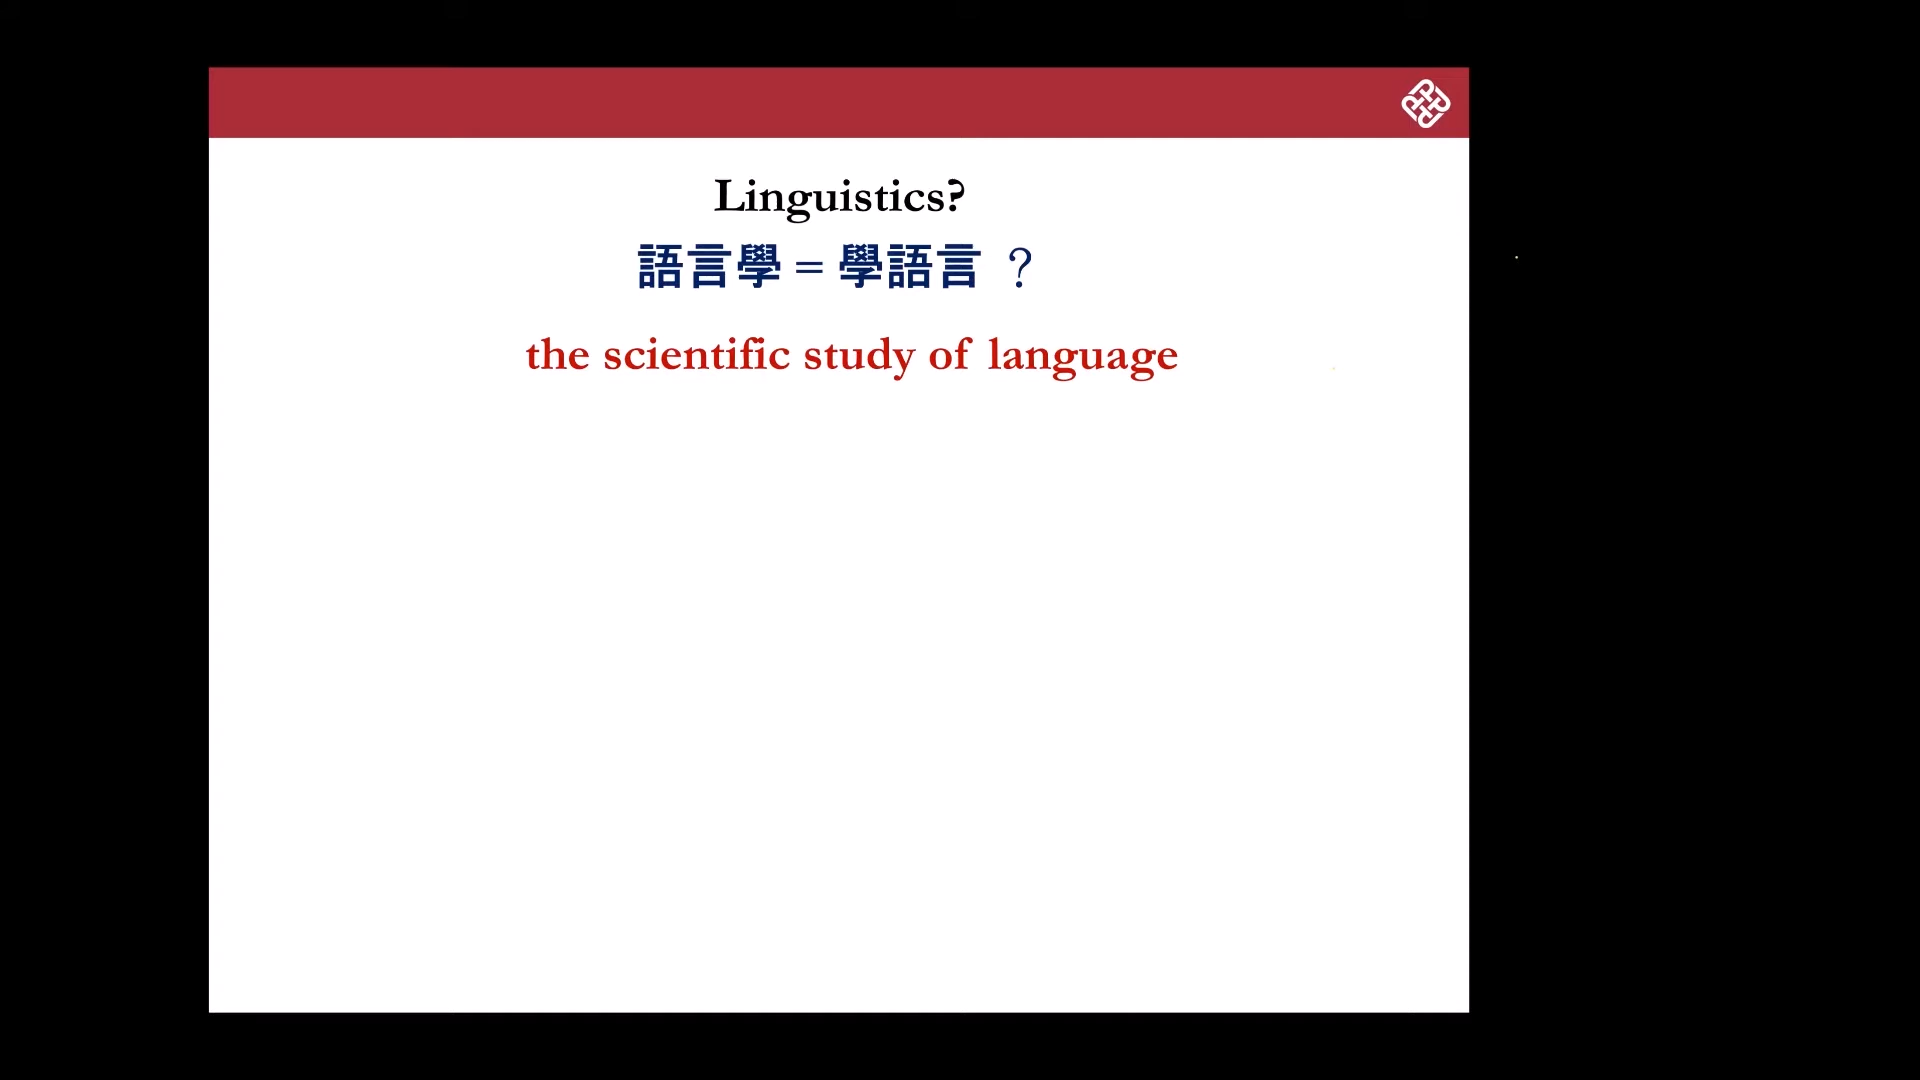 Linguistics?
語言學 = 學語言 ？
the scientific study of language